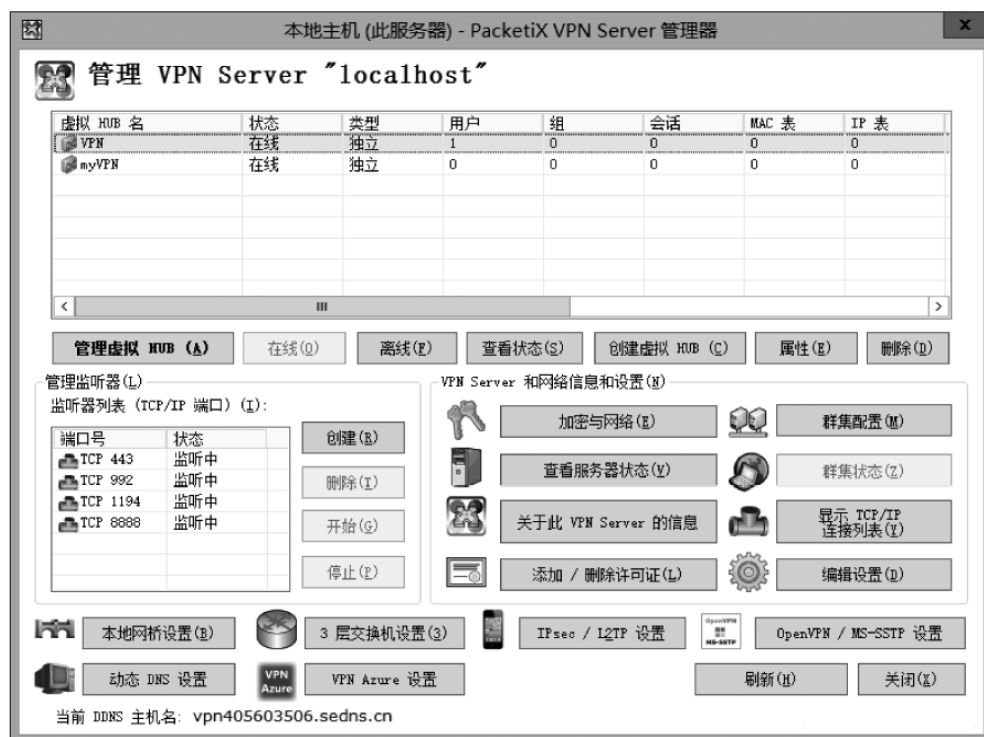 本地主机 (此服务器) - PacketiX VPN Server 管理器
x
管理 VPN Server "localhost"
虚拟 HUB 名 状态 类型 用户 组 会话 MAC 表 IP 表
VPN 在线 独立 1 0 0 0 0
myVPN 在线 独立 0 0 0 0 0
管理虚拟 HUB (A) 在线(O) 离线(F) 查看状态(S) 创建虚拟 HUB (C) 属性(E) 删除(D)
管理监听器(L)
监听器列表 (TCP/IP 端口) (I):
端口号 状态
TCP 443 监听中
TCP 992 监听中
TCP 1194 监听中
TCP 8888 监听中
创建(R)
删除(T)
开始(G)
停止(P)
VPN Server 和网络信息和设置(N)
加密与网络(E) 群集配置(M)
查看服务器状态(V) 群集状态(Z)
关于此 VPN Server 的信息 显示 TCP/IP
连接列表(Y)
添加 / 删除许可证(L) 编辑设置(D)
本地网桥设置(B) 3 层交换机设置(3) IPsec / L2TP 设置 OpenVPN MS-SSTP OpenVPN / MS-SSTP 设置
动态 DNS 设置 VPN Azure VPN Azure 设置 刷新(H) 关闭(X)
当前 DDNS 主机名: vpn405603506.sedns.cn